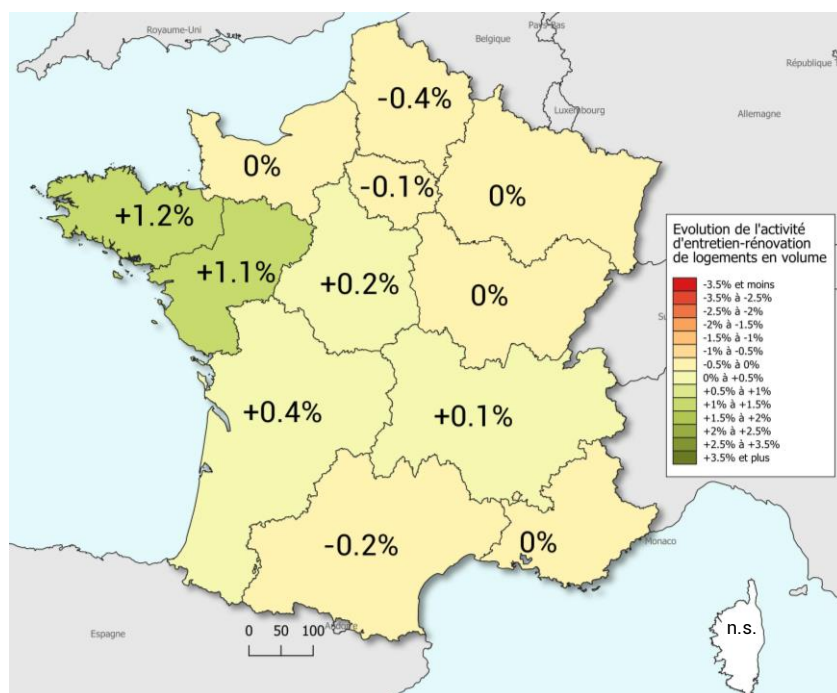 Royaume-Uni
Pays-Bas
Belgique
République T
-0.4%
Luxembourg
Allemagne
0%
-0.1%
0%
+1.2%
+1.1%
+0.2%
0%
Evolution de l'activité
d'entretien-rénovation
de logements en volume
-3.5% et moins
-3.5% à -2.5%
-2.5% à -2%
-2% à -1.5%
-1.5% à -1%
-1% à -0.5%
-0.5% à 0%
0% à +0.5%
+0.5% à +1%
+1% à +1.5%
+1.5% à +2%
+2% à +2.5%
+2.5% à +3.5%
+3.5% et plus
Su
+0.4%
+0.1%
-0.2%
0%
Monaco
Espagne
Andorre
0 50 100
n.s.